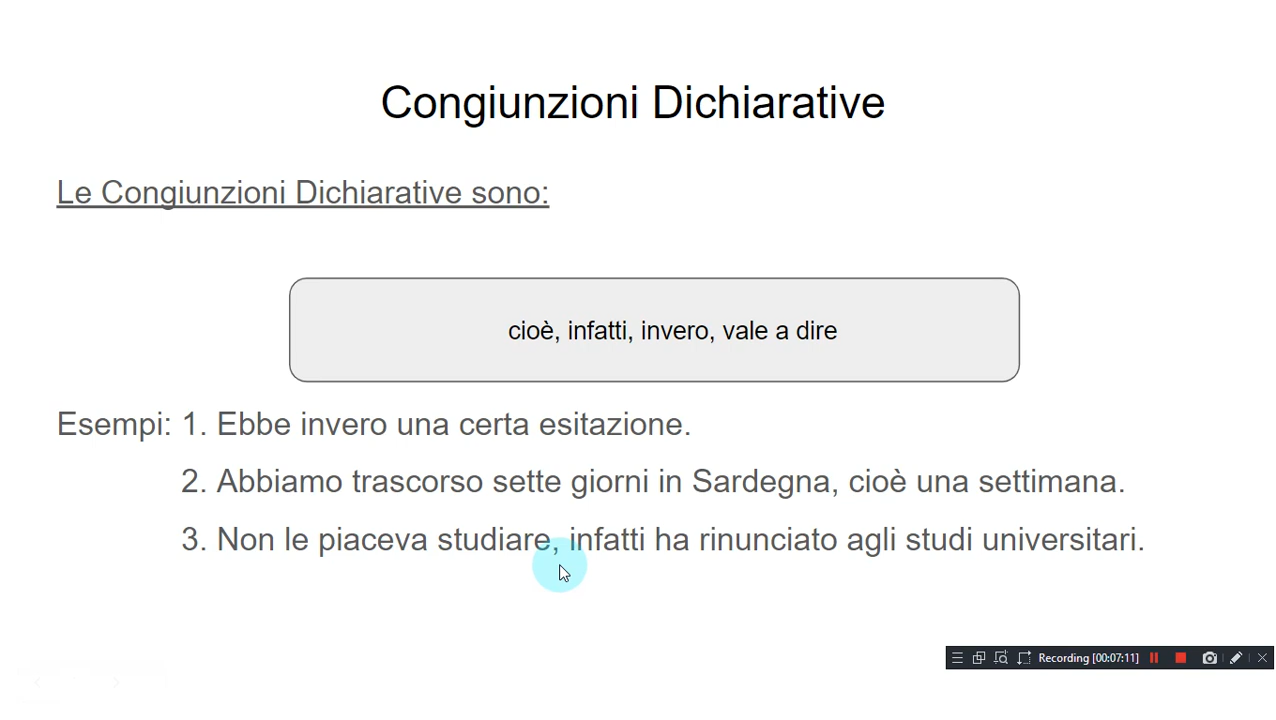 Congiunzioni Dichiarative
Le Congiunzioni Dichiarative sono:
cioè, infatti, invero, vale a dire
Esempi: 1. Ebbe invero una certa esitazione.
2. Abbiamo trascorso sette giorni in Sardegna, cioè una settimana.
3. Non le piaceva studiare, infatti ha rinunciato agli studi universitari.
Recording [00:07:11]